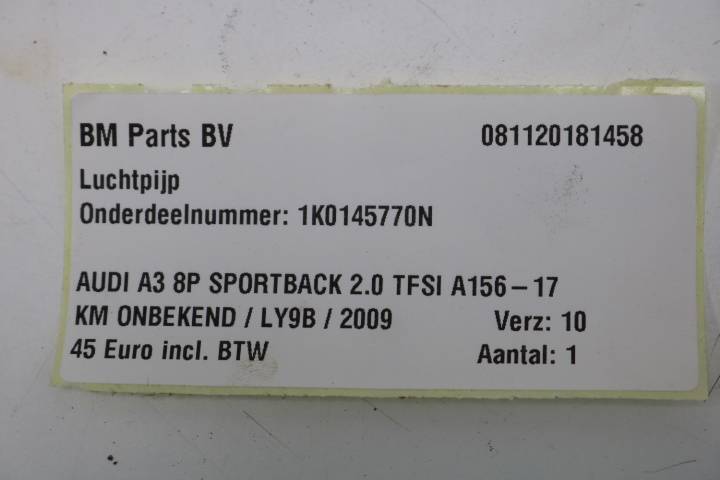 BM Parts BV 081120181458
Luchtpijp
Onderdeelnummer: 1K0145770N
AUDI A3 8P SPORTBACK 2.0 TFSI A156-17
KM ONBEKEND / LY9B / 2009 Verz: 10
45 Euro incl. BTW Aantal: 1